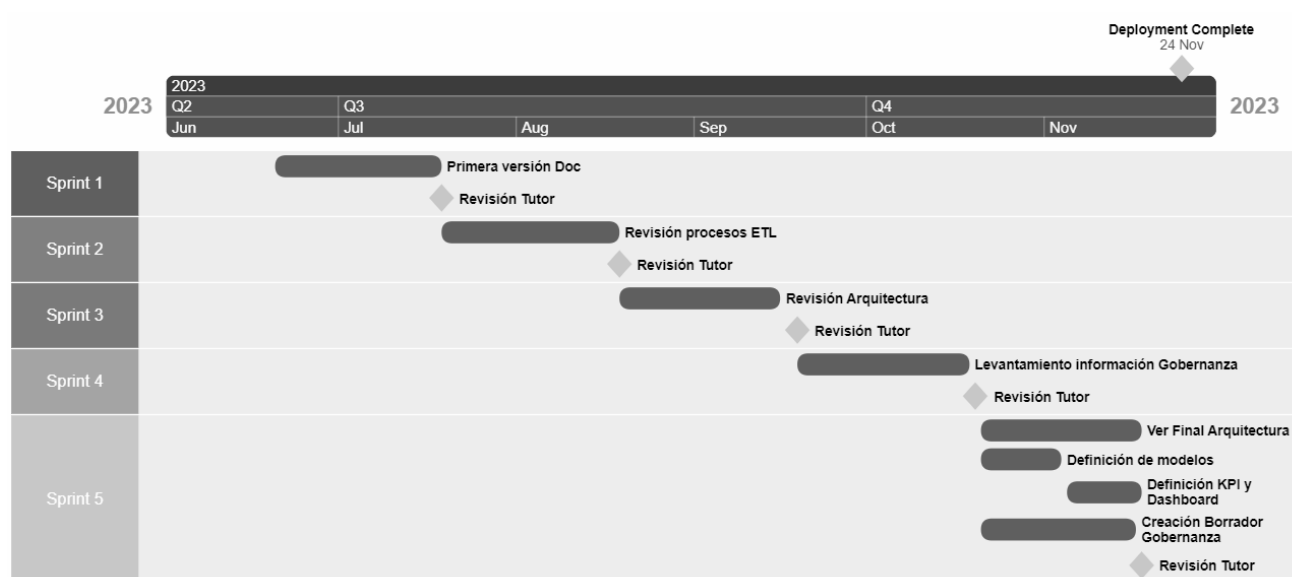 Deployment Complete
24 Nov
2023
2023
2023
Q2
Q3
Q4
Jun
Jul
Aug
Sep
Oct
Nov
Sprint 1
Primera versión Doc
Revisión Tutor
Sprint 2
Revisión procesos ETL
Revisión Tutor
Sprint 3
Revisión Arquitectura
Revisión Tutor
Sprint 4
Levantamiento información Gobernanza
Revisión Tutor
Sprint 5
Ver Final Arquitectura
Definición de modelos
Definición KPI y
Dashboard
Creación Borrador
Gobernanza
Revisión Tutor